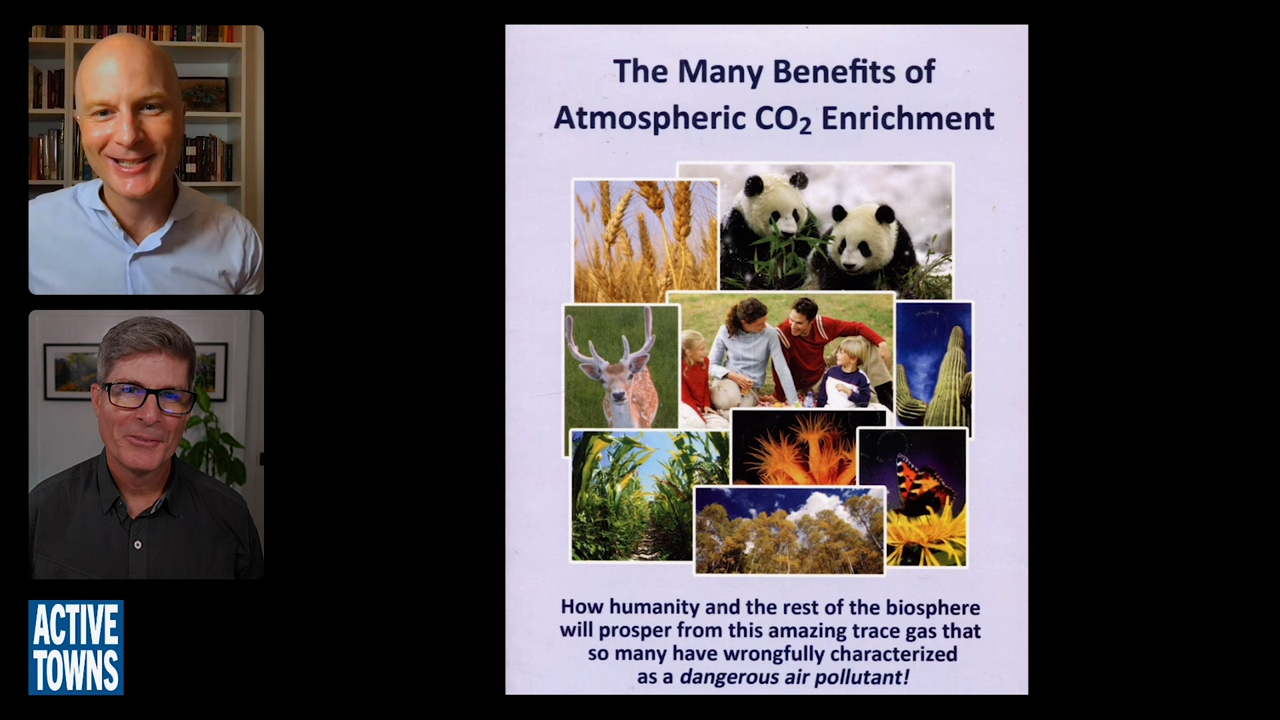 The Many Benefits of
Atmospheric CO₂ Enrichment
How humanity and the rest of the biosphere
will prosper from this amazing trace gas that
so many have wrongfully characterized
as a dangerous air pollutant!
ACTIVE
TOWNS